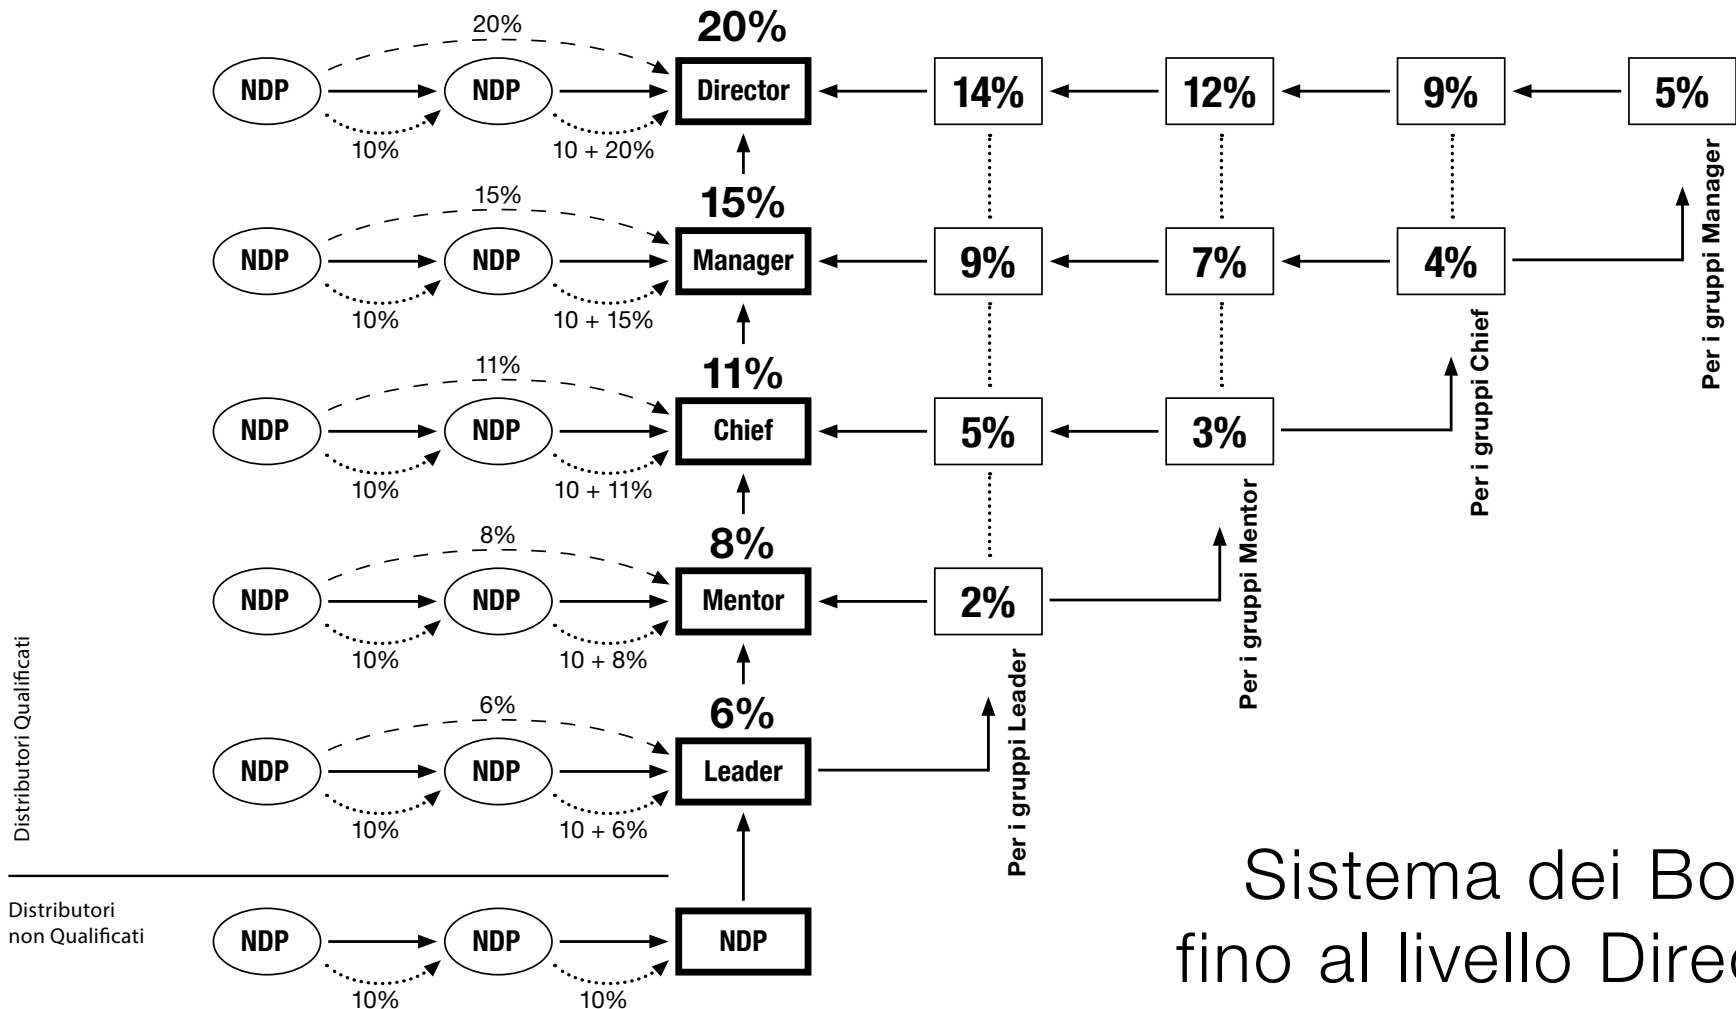 20%
20%
NDP
NDP
Director
14%
12%
9%
5%
10%
10 + 20%
Per i gruppi Manager
15%
15%
NDP
NDP
Manager
9%
7%
4%
10%
10 + 15%
Per i gruppi Chief
11%
11%
NDP
NDP
Chief
5%
3%
10%
10 + 11%
Per i gruppi Mentor
8%
8%
NDP
NDP
Mentor
2%
10%
10 + 8%
Per i gruppi Leader
6%
6%
NDP
NDP
Leader
10%
10 + 6%
Distributori Qualificati
Distributori
non Qualificati
NDP
NDP
NDP
10%
10%
Sistema dei Bo
fino al livello Direc